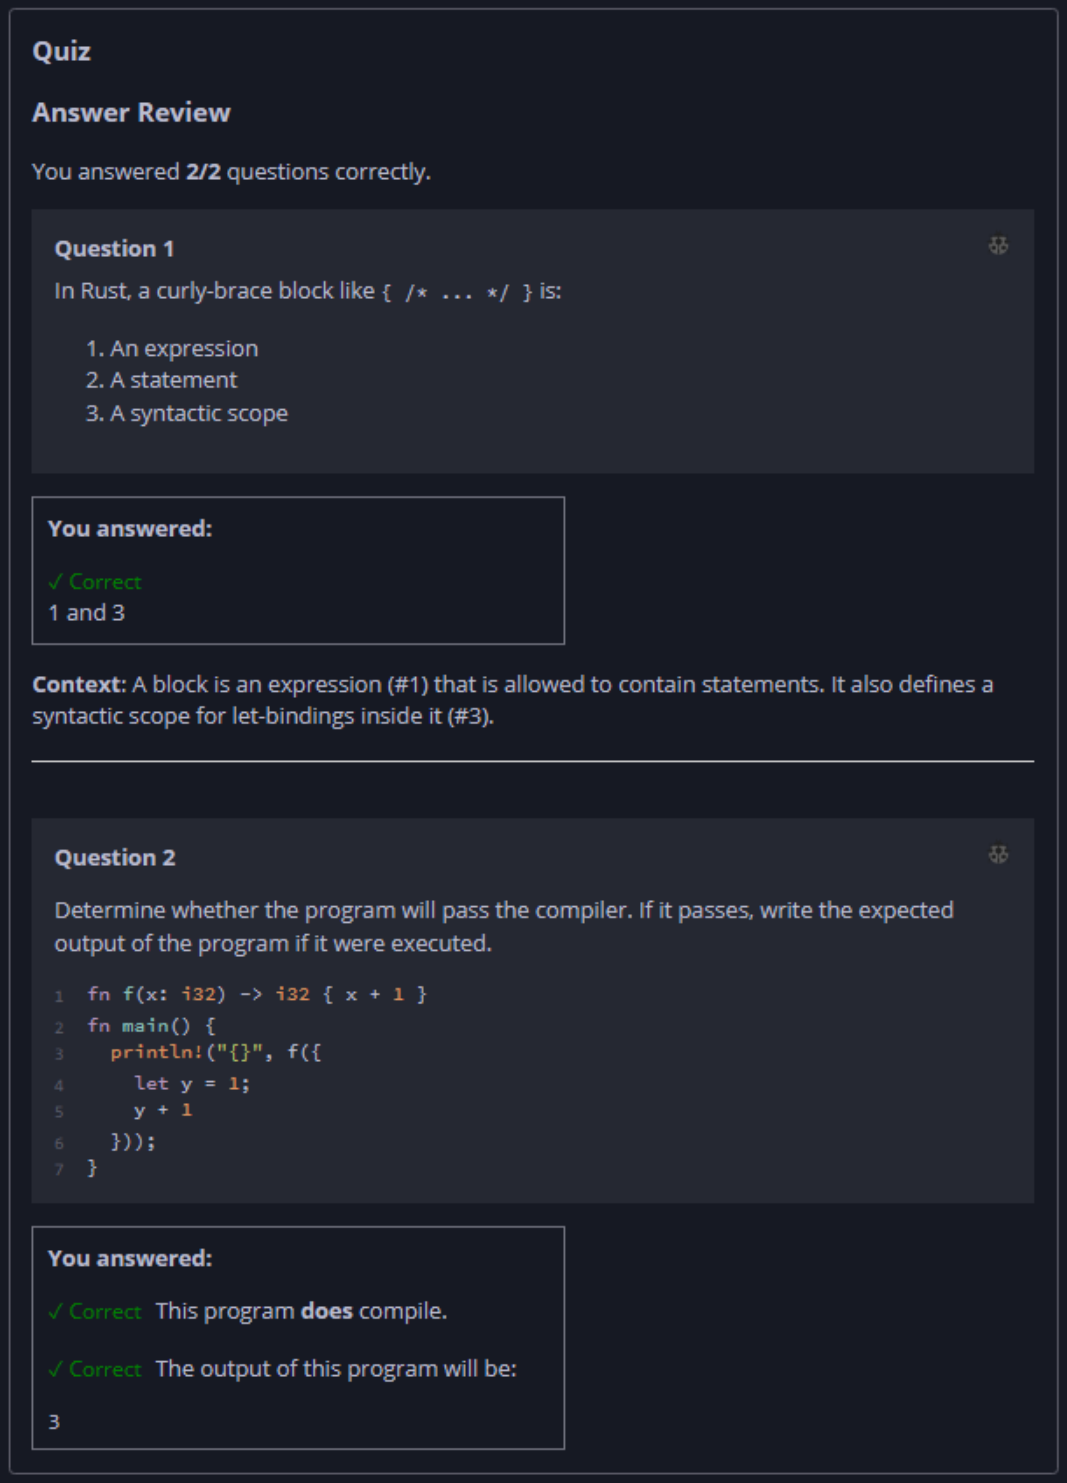 Quiz
Answer Review
You answered 2/2 questions correctly.
Question 1
In Rust, a curly-brace block like { /* ... */ } is:
1. An expression
2. A statement
3. A syntactic scope
You answered:
✓ Correct
1 and 3
Context: A block is an expression (#1) that is allowed to contain statements. It also defines a
syntactic scope for let-bindings inside it (#3).
Question 2
Determine whether the program will pass the compiler. If it passes, write the expected
output of the program if it were executed.
1 fn f(x: i32) -> i32 { x + 1 }
2 fn main() {
3   println!("{}", f({
4     let y = 1;
5     y + 1
6   }));
7 }
You answered:
✓ Correct This program does compile.
✓ Correct The output of this program will be:
3